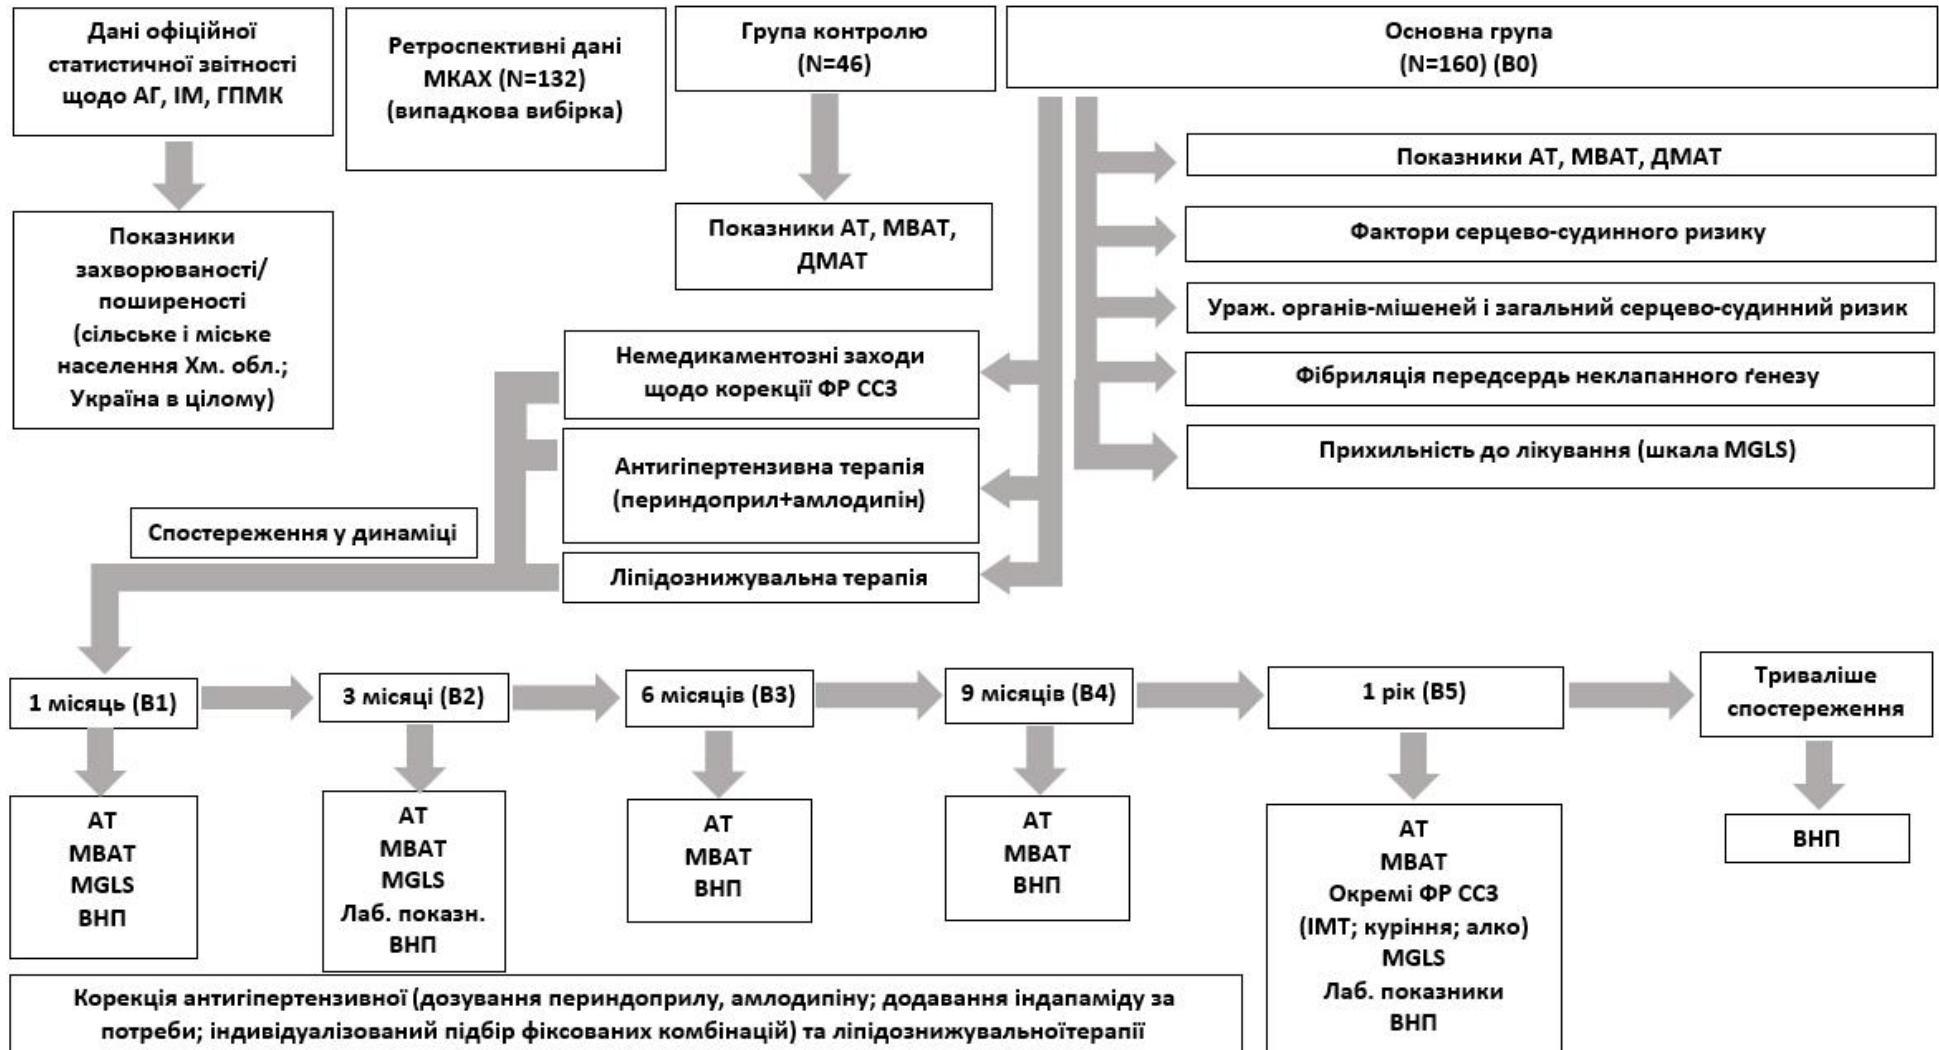 Дані офіційної
статистичної звітності
щодо АГ, ІМ, ГПМК
Ретроспективні дані
МКАХ (N=132)
(випадкова вибірка)
Група контролю
(N=46)
Основна група
(N=160) (В0)
Показники
захворюваності/
поширеності
(сільське і міське
населення Хм. обл.;
Україна в цілому)
Показники АТ, МВАТ,
ДМАТ
Показники АТ, МВАТ, ДМАТ
Фактори серцево-судинного ризику
Ураж. органів-мішеней і загальний серцево-судинний ризик
Фібриляція передсердь неклапанного ґенезу
Прихильність до лікування (шкала MGLS)
Немедикаментозні заходи
щодо корекції ФР ССЗ
Антигіпертензивна терапія
(периндоприл+амлодипін)
Ліпідознижувальна терапія
Спостереження у динаміці
1 місяць (В1)
3 місяці (В2)
6 місяців (В3)
9 місяців (В4)
1 рік (В5)
Триваліше
спостереження
АТ
МВАТ
MGLS
ВНП
АТ
МВАТ
MGLS
Лаб. показн.
ВНП
АТ
МВАТ
ВНП
АТ
МВАТ
ВНП
АТ
МВАТ
Окремі ФР ССЗ
(ІМТ; куріння; алко)
MGLS
Лаб. показники
ВНП
ВНП
Корекція антигіпертензивної (дозування периндоприлу, амлодипіну; додавання індапаміду за
потреби; індивідуалізований підбір фіксованих комбінацій) та ліпідознижувальноїтерапії